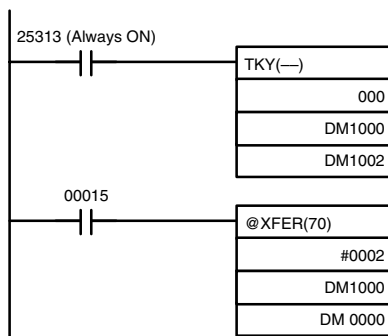 25313 (Always ON)
TKY(––)
000
DM1000
DM1002
00015
@XFER(70)
#0002
DM1000
DM 0000